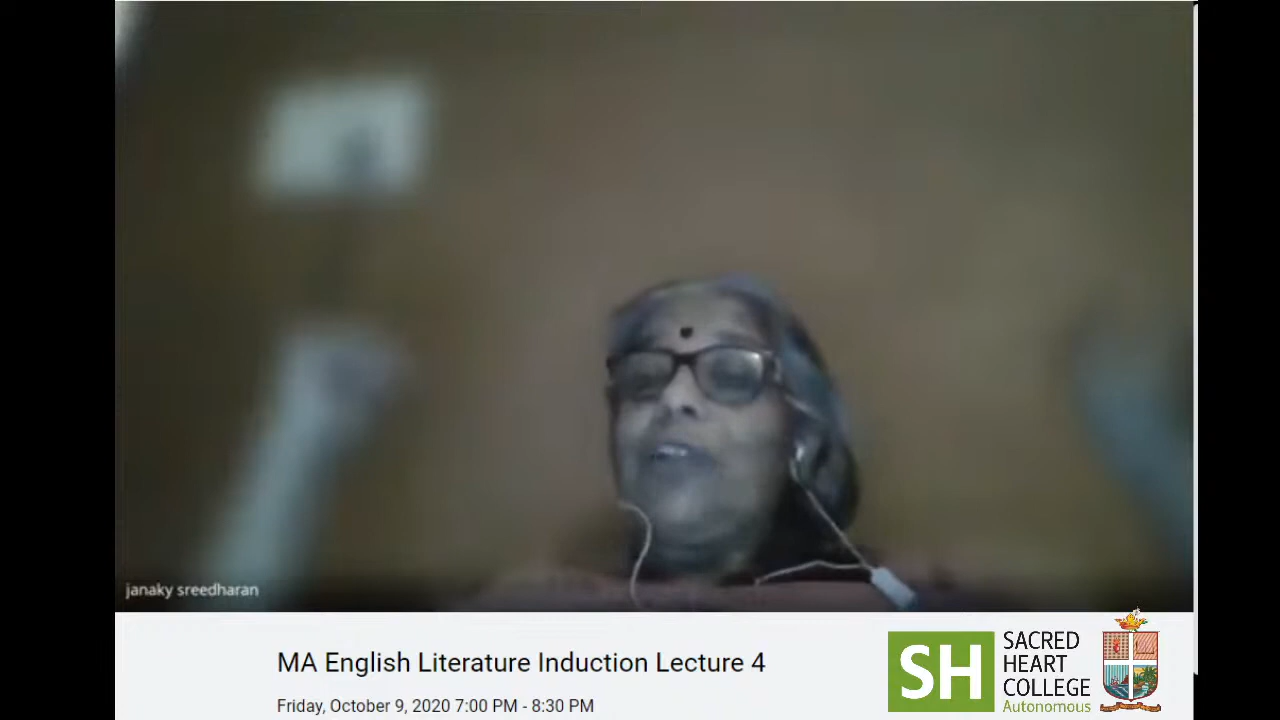 janaky sreedharan
MA English Literature Induction Lecture 4
Friday, October 9, 2020 7:00 PM - 8:30 PM
SH
SACRED
HEART
COLLEGE
Autonomous